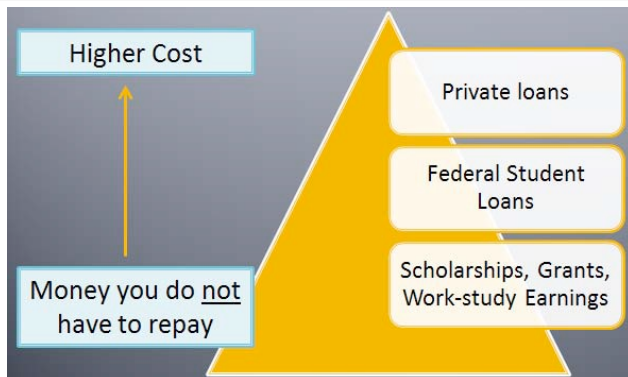 Higher Cost
Money you do not
have to repay
Private loans
Federal Student
Loans
Scholarships, Grants,
Work-study Earnings